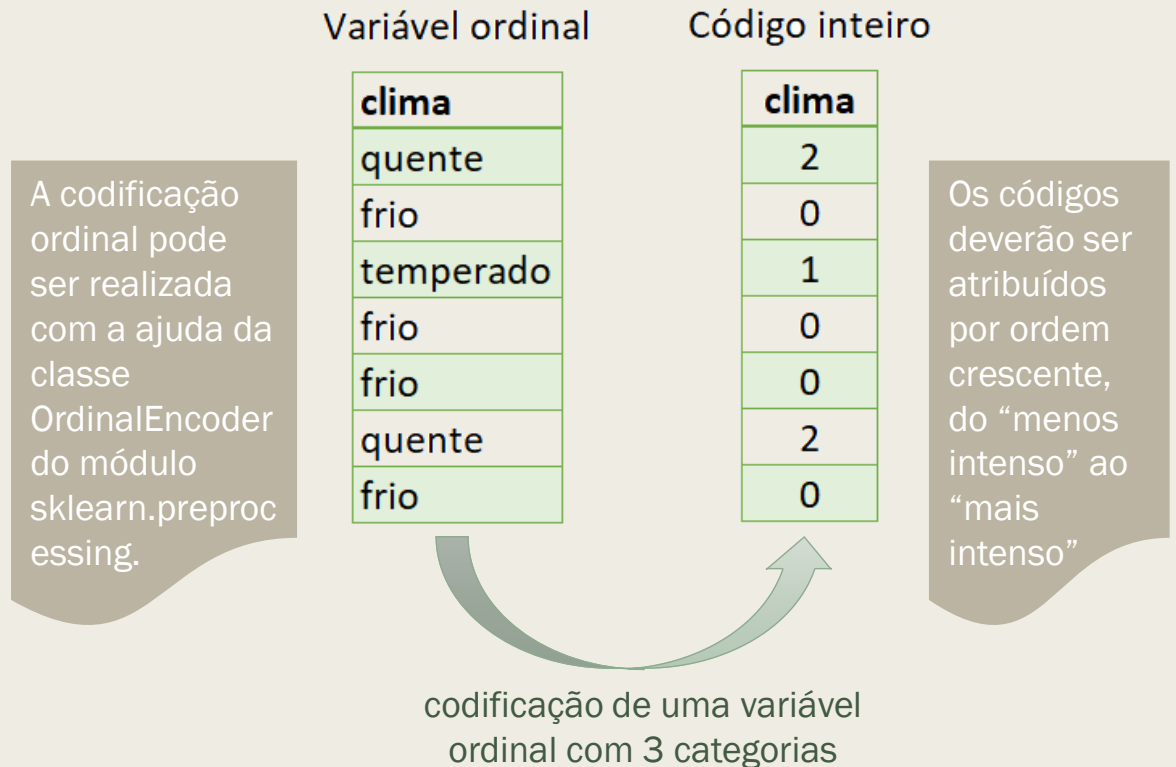 Variável ordinal
Código inteiro
A codificação
ordinal pode
ser realizada
com a ajuda da
classe
OrdinalEncoder
do módulo
sklearn.preproc
essing.
clima
quente
frio
temperado
frio
frio
quente
frio
clima
2
0
1
0
0
2
0
Os códigos
deverão ser
atribuídos
por ordem
crescente,
do “menos
intenso” ao
“mais
intenso”
codificação de uma variável
ordinal com 3 categorias